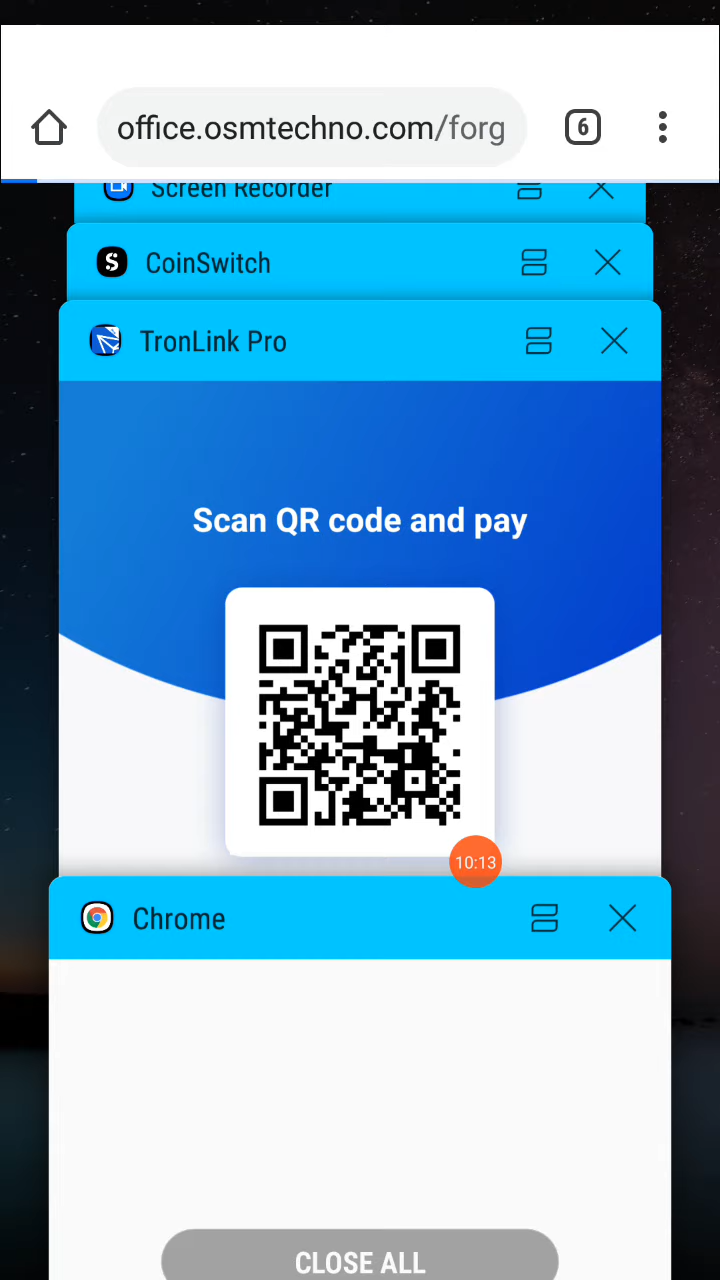 office.osmtechno.com/forg
6
Screen Recorder
CoinSwitch
TronLink Pro
Scan QR code and pay
10:13
Chrome
CLOSE ALL